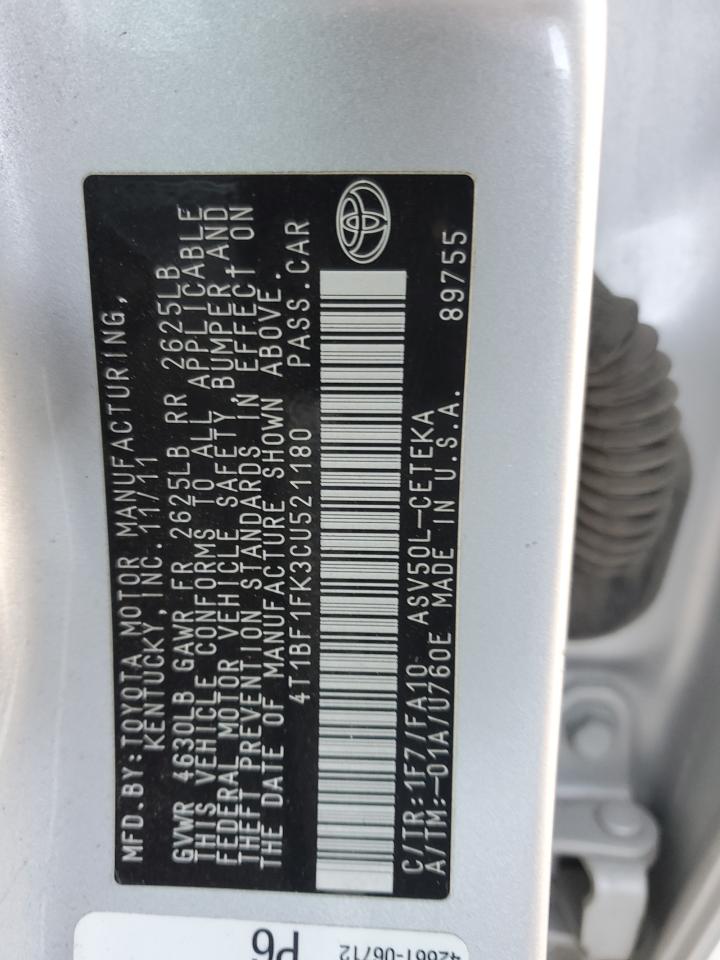 MFD.BY:TOYOTA MOTOR MANUFACTURING,
KENTUCKY,INC.11/11
GVWR 4630LB GAWR FR 2625LB RR 2625LB
THIS VEHICLE CONFORMS TO ALL APPLICABLE
FEDERAL MOTOR VEHICLE SAFETY,BUMPER,AND
THEFT PREVENTION STANDARDS IN EFFECT ON
THE DATE OF MANUFACTURE SHOWN ABOVE.
4T1BF1FK3CU521180 PASS.CAR
C/TR:1F7/FA10 ASV50L-CETEKA
A/TM:-01A/U760E MADE IN U.S.A. 89755
P6
42661-06712